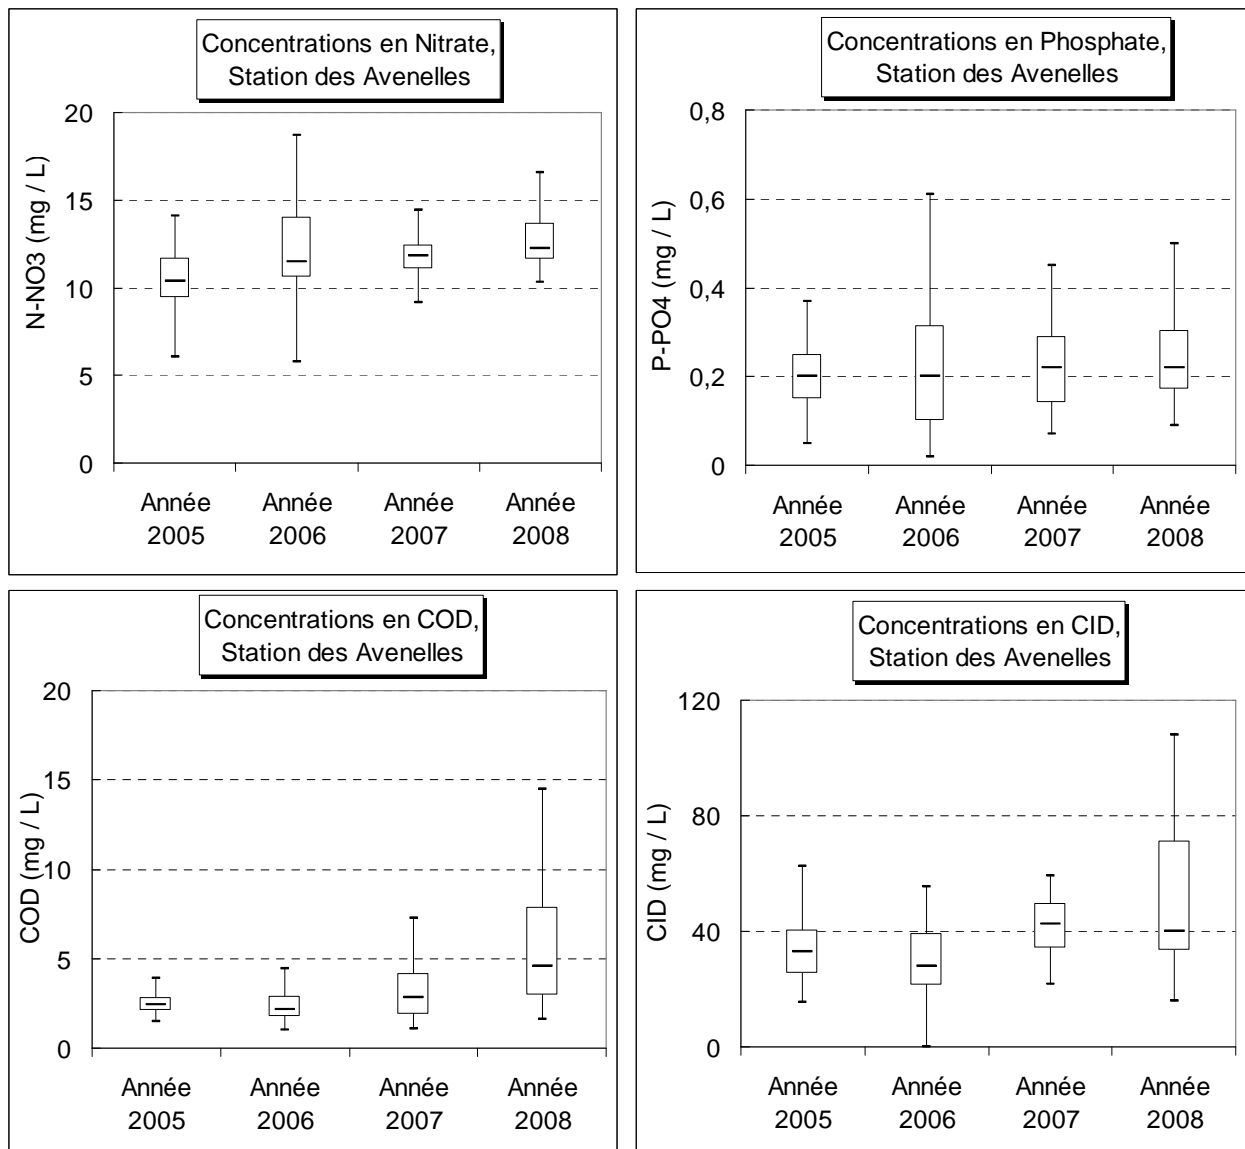 Concentrations en Nitrate,
Station des Avenelles
N-NO3 (mg / L)
20
15
10
5
0
Année
2005
Année
2006
Année
2007
Année
2008
Concentrations en Phosphate,
Station des Avenelles
P-PO4 (mg / L)
0,8
0,6
0,4
0,2
0
Année
2005
Année
2006
Année
2007
Année
2008
Concentrations en COD,
Station des Avenelles
COD (mg / L)
20
15
10
5
0
Année
2005
Année
2006
Année
2007
Année
2008
Concentrations en CID,
Station des Avenelles
CID (mg / L)
120
80
40
0
Année
2005
Année
2006
Année
2007
Année
2008